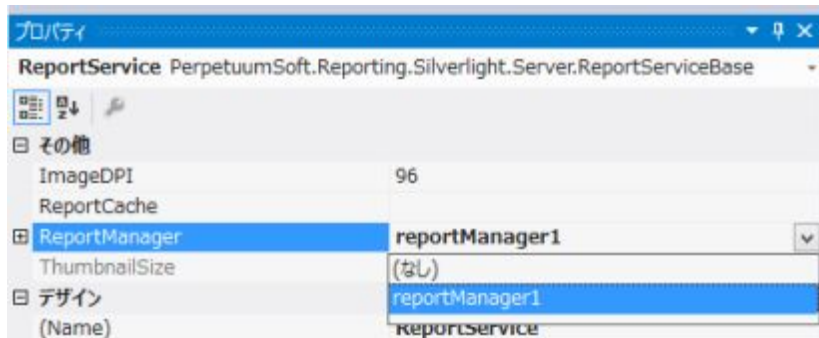 プロパティ
ReportService PerpetuumSoft.Reporting.Silverlight.Server.ReportServiceBase
その他
ImageDPI 96
ReportCache
ReportManager reportManager1
ThumbnailSize (なし)
デザイン reportManager1
(Name) ReportService